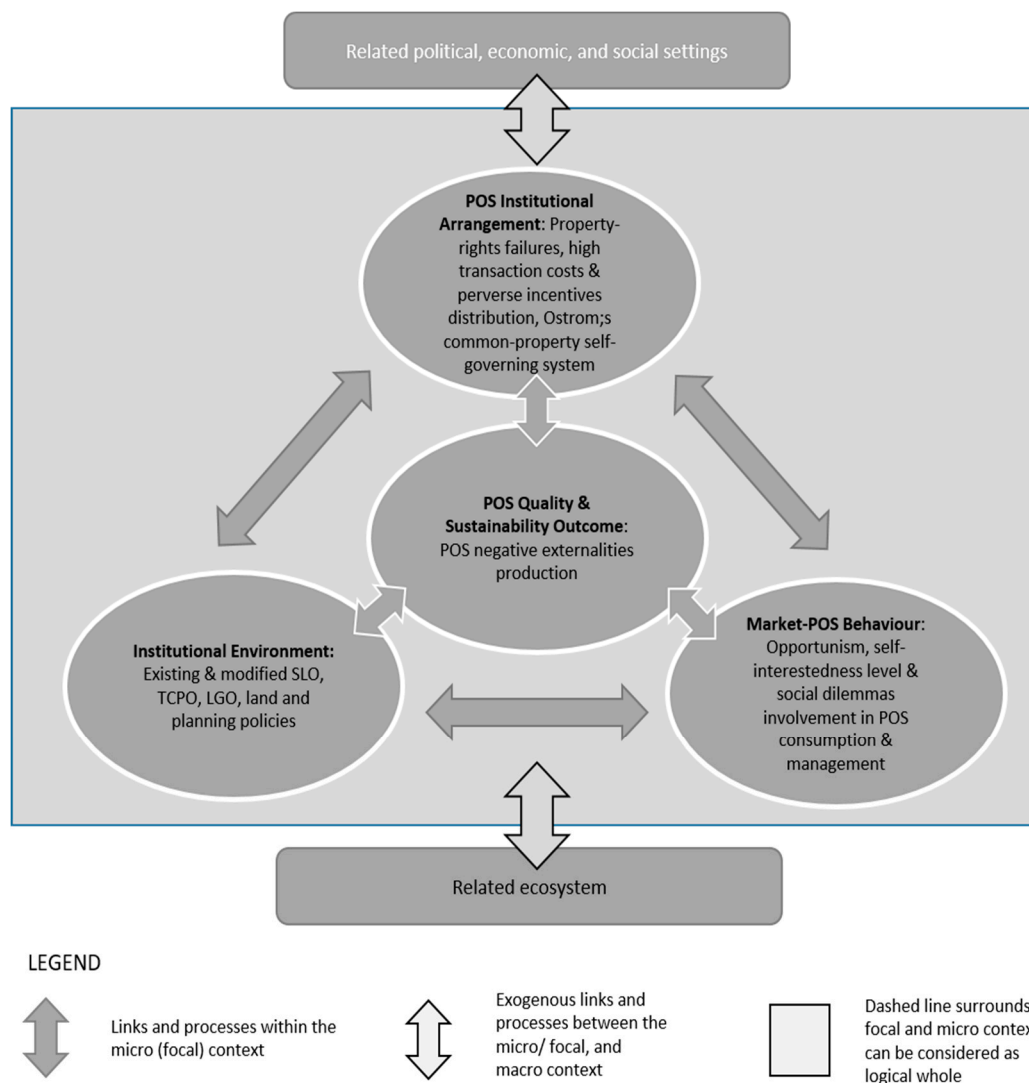 Related political, economic, and social settings
POS Institutional
Arrangement: Property-
rights failures, high
transaction costs &
perverse incentives
distribution, Ostrom;s
common-property self-
governing system
POS Quality &
Sustainability Outcome:
POS negative externalities
production
Institutional Environment:
Existing & modified SLO,
TCPO, LGO, land and
planning policies
Market-POS Behaviour:
Opportunism, self-
interestedness level &
social dilemmas
involvement in POS
consumption &
management
Related ecosystem
LEGEND
Links and processes within the
micro (focal) context
Exogenous links and
processes between the
micro/ focal, and
macro context
Dashed line surrounds
focal and micro contex
can be considered as
logical whole